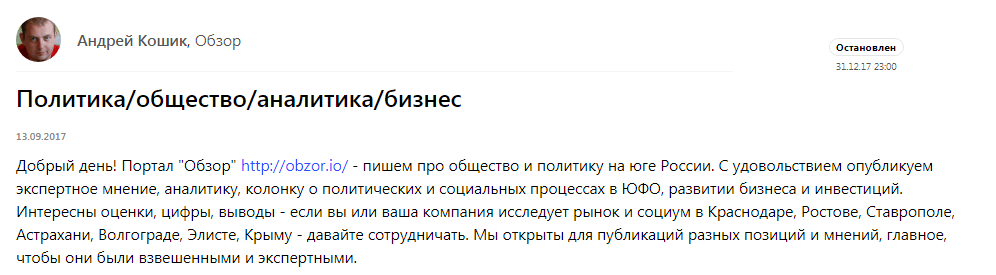 Андрей Кошик, Обзор
Остановлен
31.12.17 23:00
Политика/общество/аналитика/бизнес
13.09.2017
Добрый день! Портал "Обзор" http://obzor.io/ - пишем про общество и политику на юге России. С удовольствием опубликуем
экспертное мнение, аналитику, колонку о политических и социальных процессах в ЮФО, развитии бизнеса и инвестиций.
Интересны оценки, цифры, выводы - если вы или ваша компания исследует рынок и социум в Краснодаре, Ростове, Ставрополе,
Астрахани, Волгограде, Элисте, Крыму - давайте сотрудничать. Мы открыты для публикаций разных позиций и мнений, главное,
чтобы они были взвешенными и экспертными.